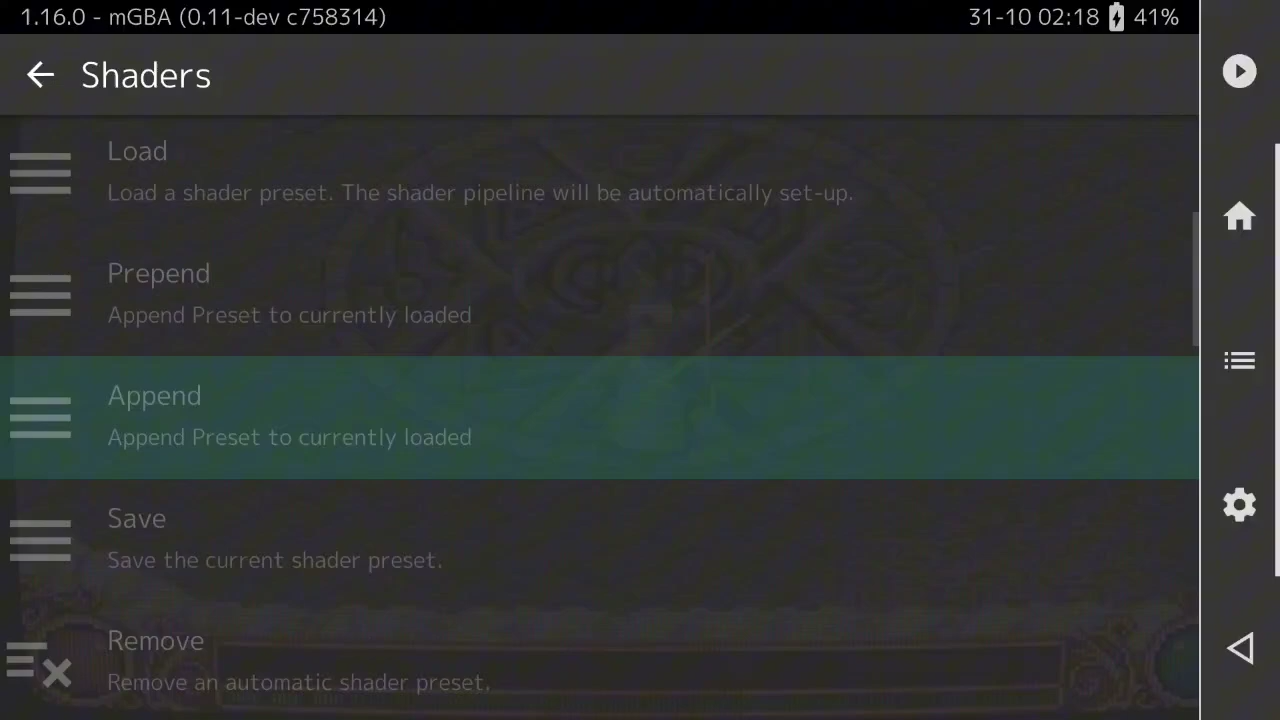 1.16.0 - mGBA (0.11-dev c758314)
31-10 02:18 41%
Shaders
Load
Load a shader preset. The shader pipeline will be automatically set-up.
Prepend
Append Preset to currently loaded
Append
Append Preset to currently loaded
Save
Save the current shader preset.
Remove
Remove an automatic shader preset.